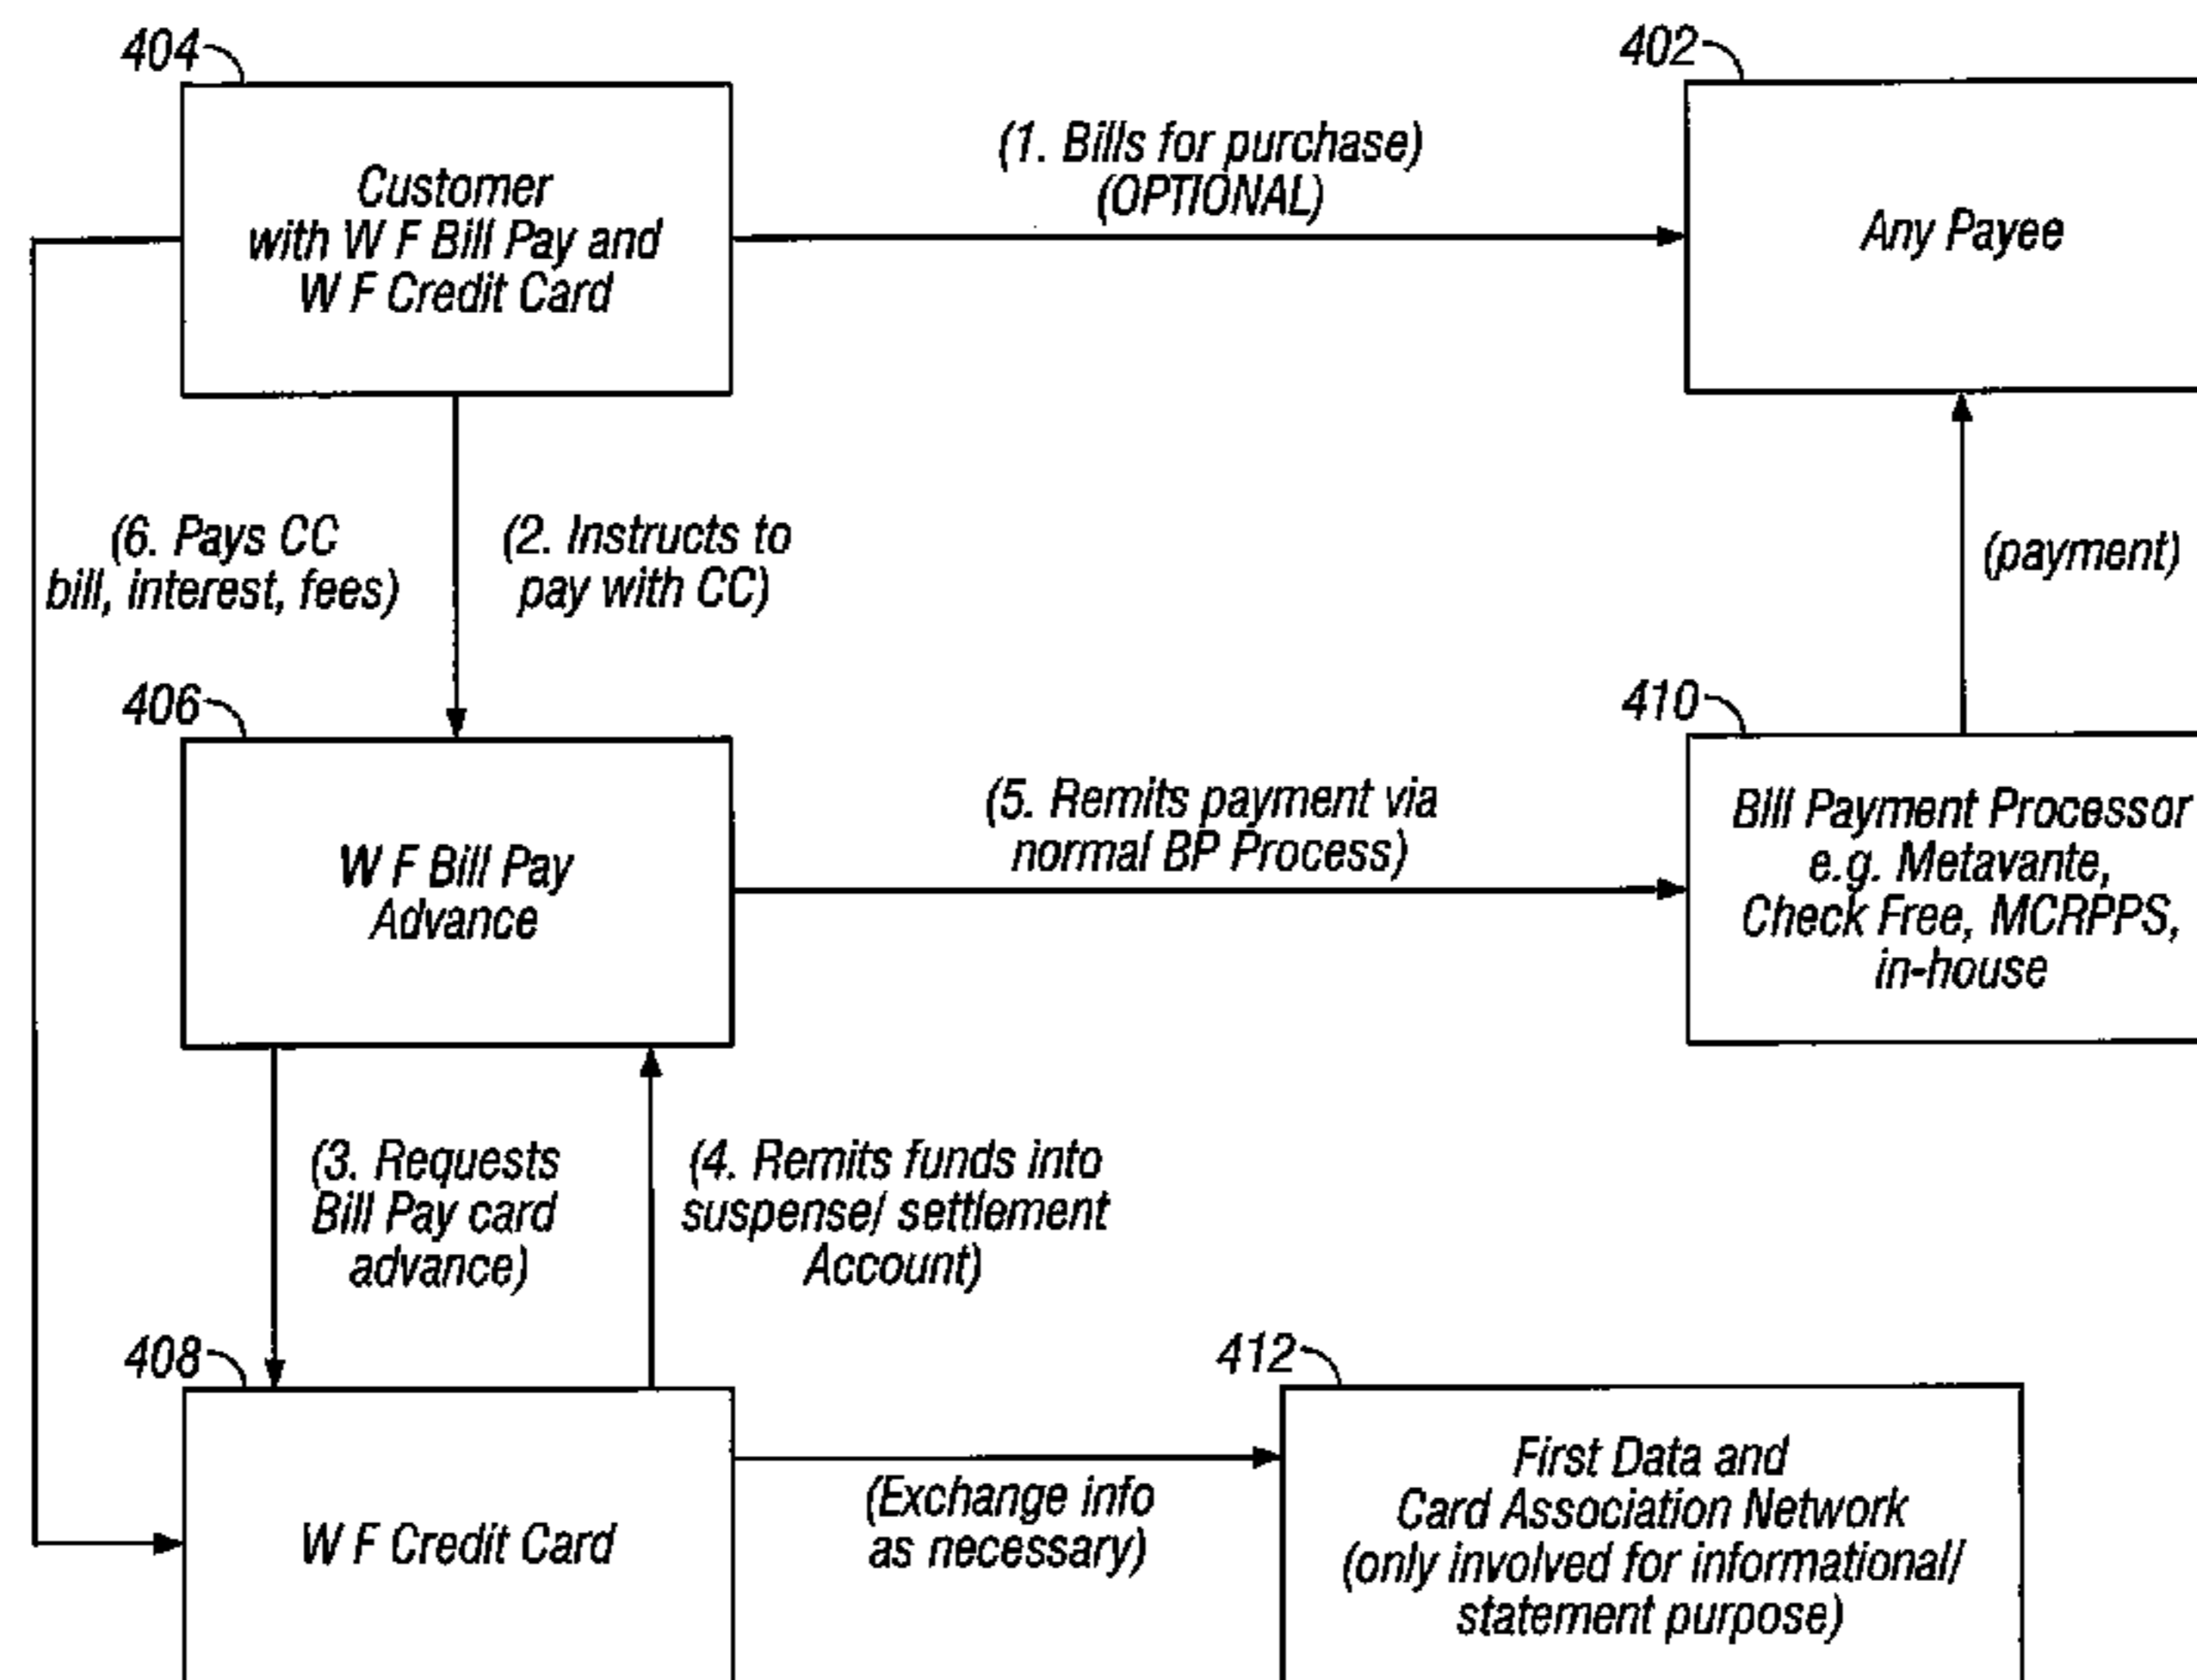 404
Customer
with W F Bill Pay and
W F Credit Card
(1. Bills for purchase)
(OPTIONAL)
402
Any Payee
(6. Pays CC
bill, interest, fees)
(2. Instructs to
pay with CC)
(payment)
406
W F Bill Pay
Advance
(5. Remits payment via
normal BP Process)
410
Bill Payment Processor
e.g. Metavante,
Check Free, MCRPPS,
in-house
(3. Requests
Bill Pay card
advance)
(4. Remits funds into
suspense/ settlement
Account)
408
W F Credit Card
(Exchange info
as necessary)
412
First Data and
Card Association Network
(only involved for informational/
statement purpose)